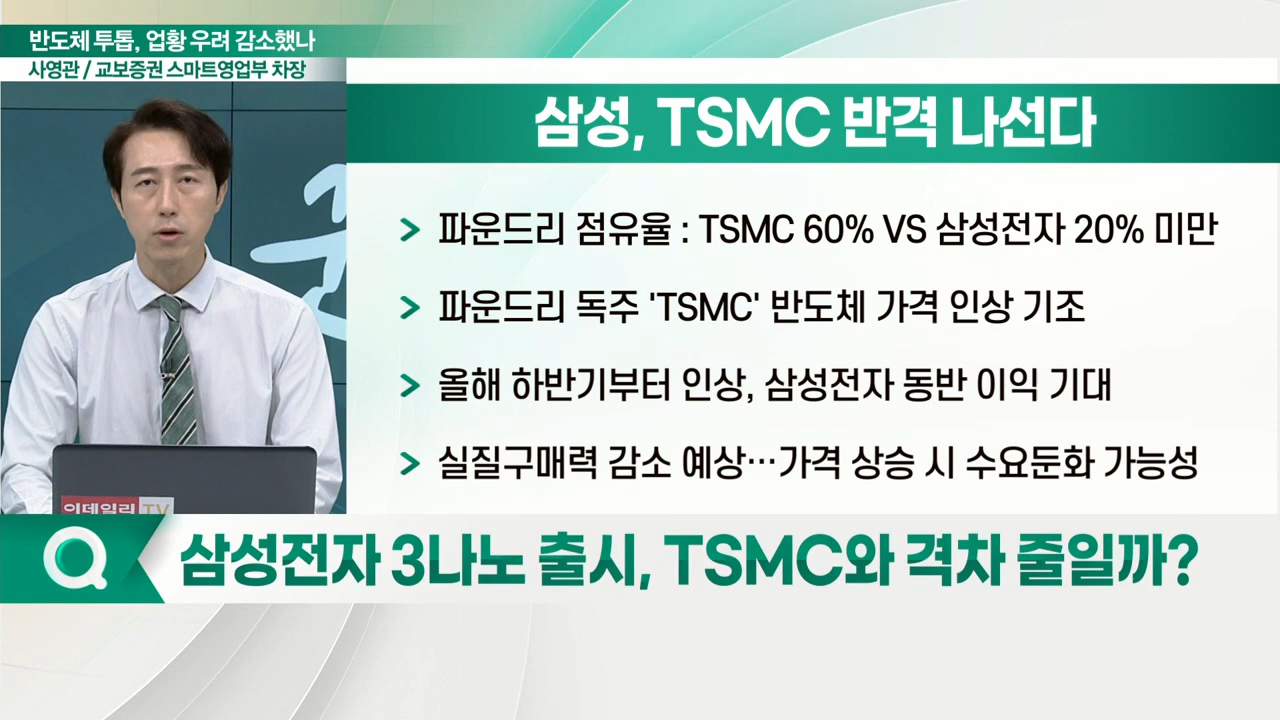 반도체 투톱, 업황 우려 감소했나
사영관 / 교보증권 스마트영업부 차장
삼성, TSMC 반격 나선다
> 파운드리 점유율 : TSMC 60% VS 삼성전자 20% 미만
> 파운드리 독주 'TSMC' 반도체 가격 인상 기조
> 올해 하반기부터 인상, 삼성전자 동반 이익 기대
> 실질구매력 감소 예상…가격 상승 시 수요둔화 가능성
이데일리 TV
Q 삼성전자 3나노 출시, TSMC와 격차 줄일까?